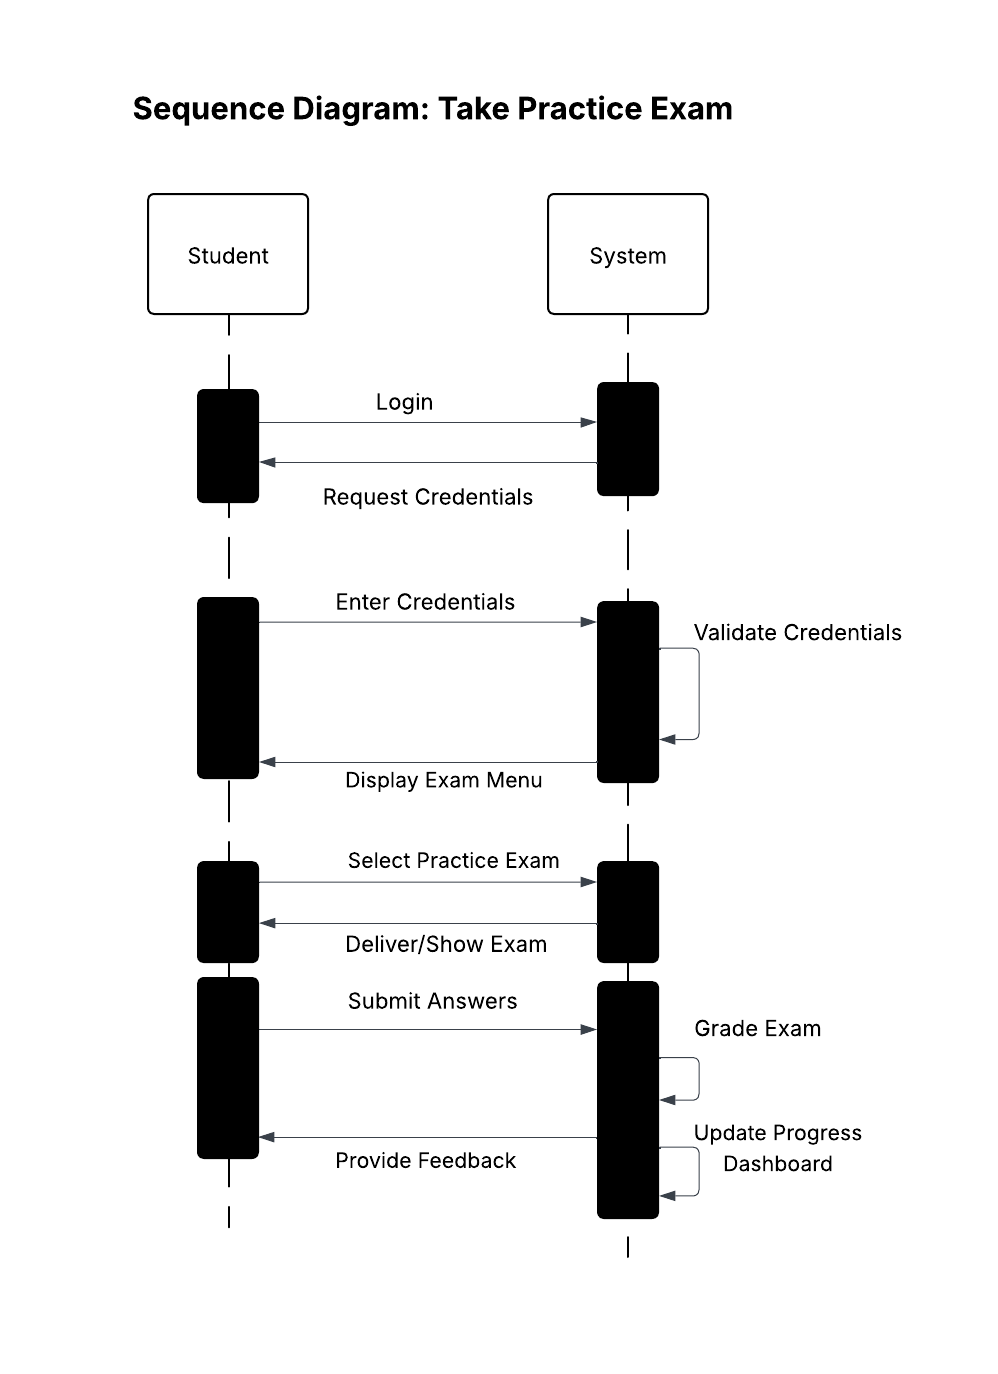 Sequence Diagram: Take Practice Exam
Student
System
Login
Request Credentials
Enter Credentials
Validate Credentials
Display Exam Menu
Select Practice Exam
Deliver/Show Exam
Submit Answers
Grade Exam
Update Progress
Dashboard
Provide Feedback